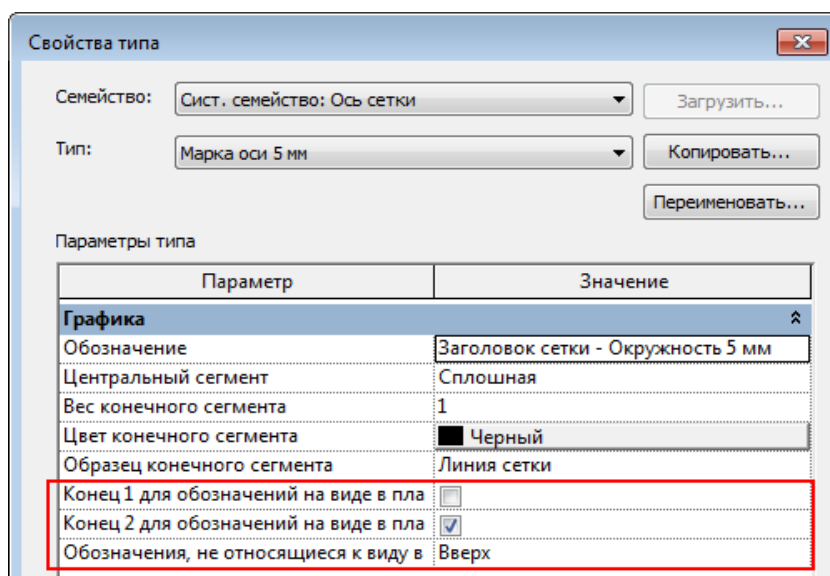 Свойства типа
Семейство: Сист. семейство: Ось сетки Загрузить...
Тип: Марка оси 5 мм Копировать...
Переименовать...
Параметры типа
Параметр Значение
Графика
Обозначение Заголовок сетки - Окружность 5 мм
Центральный сегмент Сплошная
Вес конечного сегмента 1
Цвет конечного сегмента Черный
Образец конечного сегмента Линия сетки
Конец 1 для обозначений на виде в пла
Конец 2 для обозначений на виде в пла
Обозначения, не относящиеся к виду в Вверх